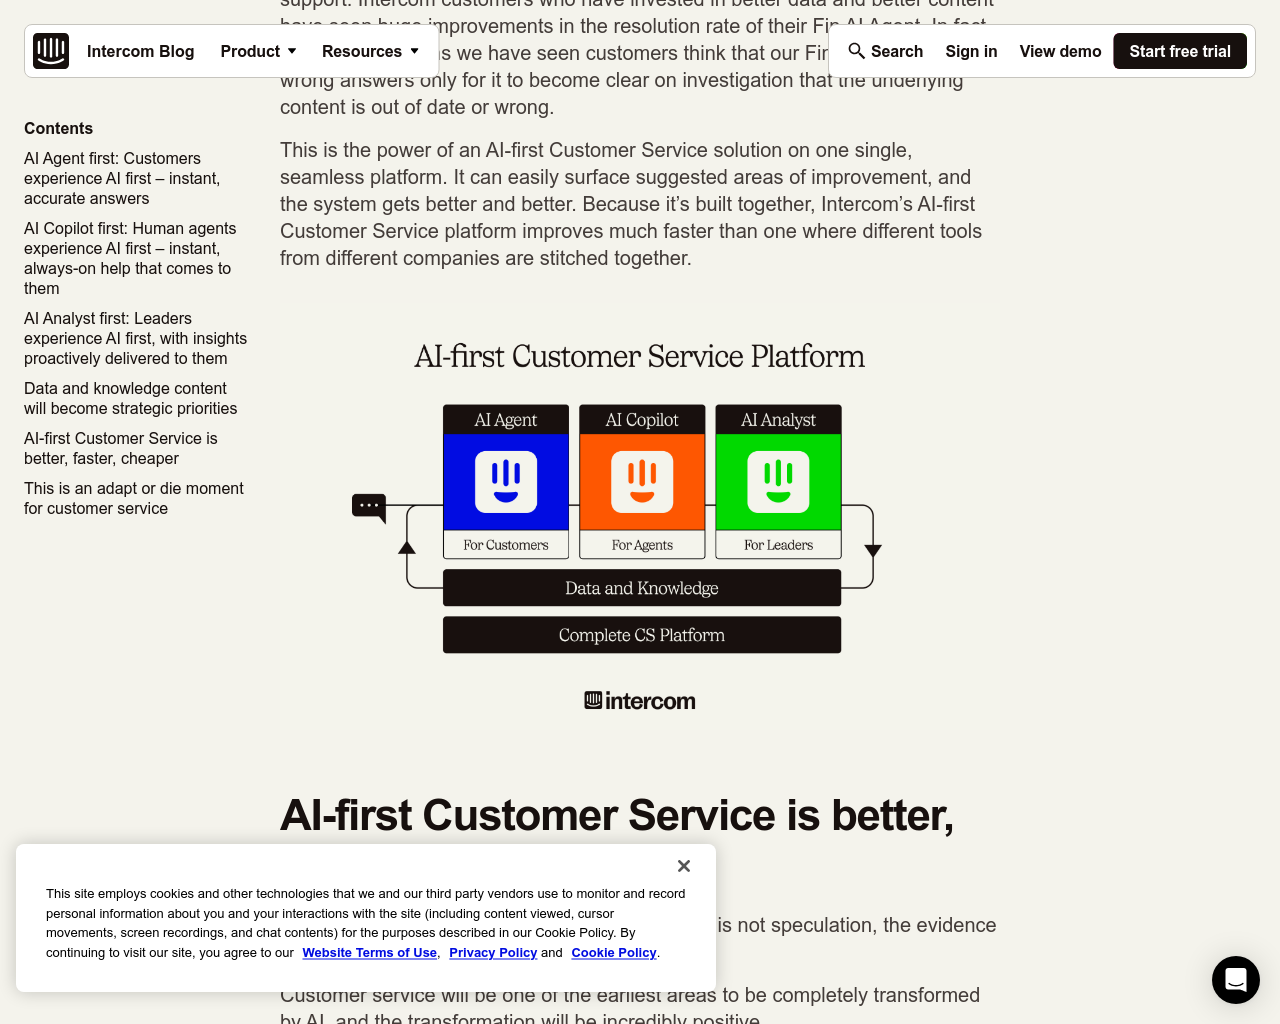 support. Intercom customers who have invested in better data and better content
have seen huge improvements in the resolution rate of their Fin AI Agent. In fact,
s we have seen customers think that our Fin
wrong answers only for it to become clear on investigation that the underlying
content is out of date or wrong.
Intercom Blog
Product
Resources
Search
Sign in
View demo
Start free trial
Contents
AI Agent first: Customers
experience AI first – instant,
accurate answers
AI Copilot first: Human agents
experience AI first – instant,
always-on help that comes to
them
AI Analyst first: Leaders
experience AI first, with insights
proactively delivered to them
Data and knowledge content
will become strategic priorities
AI-first Customer Service is
better, faster, cheaper
This is an adapt or die moment
for customer service
This is the power of an AI-first Customer Service solution on one single,
seamless platform. It can easily surface suggested areas of improvement, and
the system gets better and better. Because it’s built together, Intercom’s AI-first
Customer Service platform improves much faster than one where different tools
from different companies are stitched together.
AI-first Customer Service Platform
AI Agent
AI Copilot
AI Analyst
For Customers
For Agents
For Leaders
Data and Knowledge
Complete CS Platform
intercom
AI-first Customer Service is better,
is not speculation, the evidence
This site employs cookies and other technologies that we and our third party vendors use to monitor and record
personal information about you and your interactions with the site (including content viewed, cursor
movements, screen recordings, and chat contents) for the purposes described in our Cookie Policy. By
continuing to visit our site, you agree to our Website Terms of Use, Privacy Policy and Cookie Policy.
Customer service will be one of the earliest areas to be completely transformed
by AI, and the transformation will be incredibly positive.